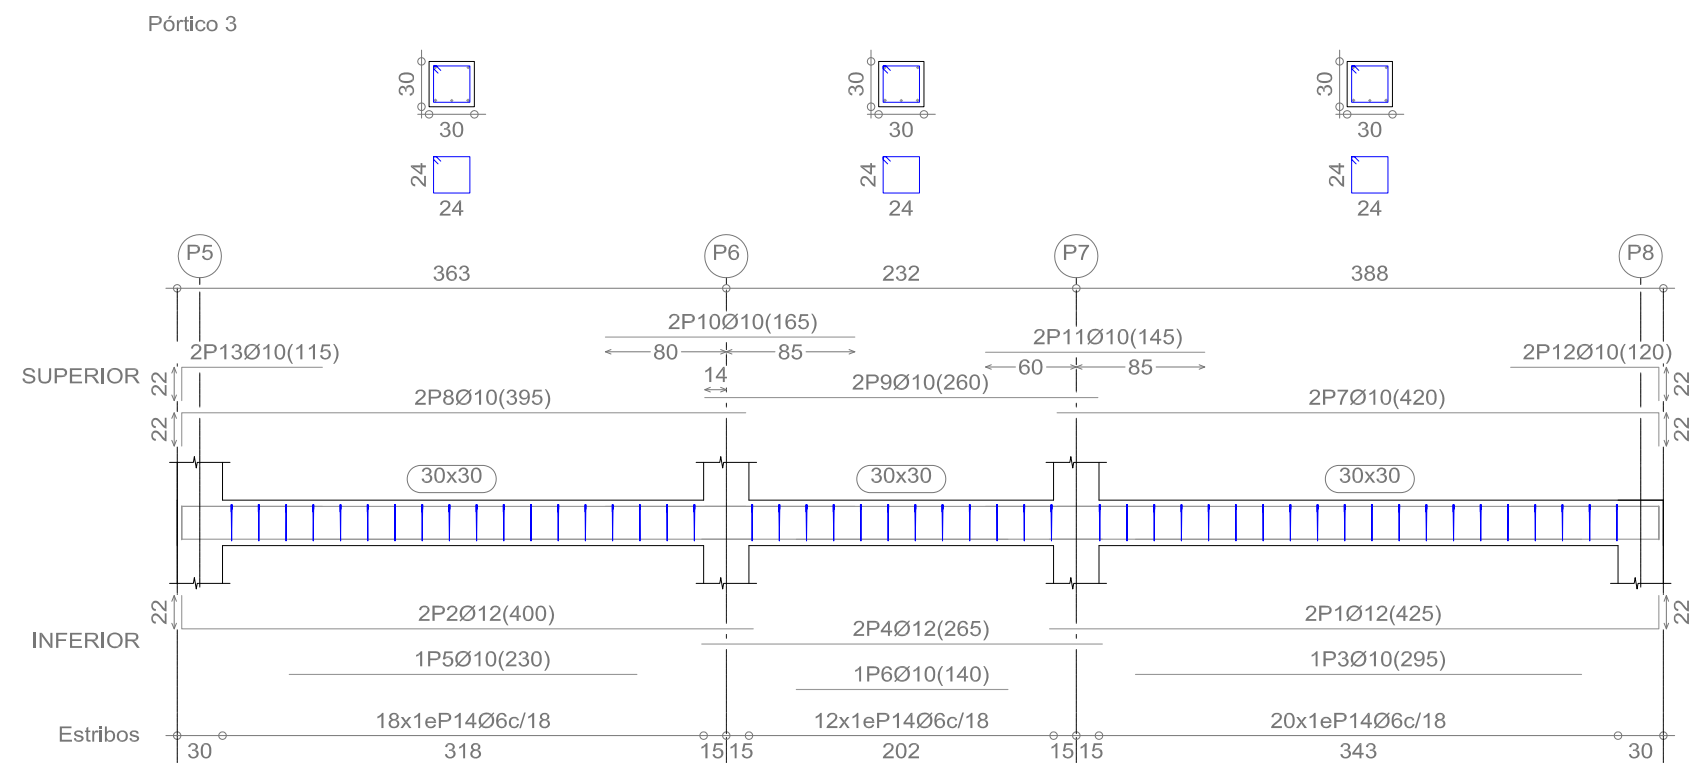 Pórtico 3
30 30 30
30 30 30
24 24 24
24 24 24
P5 P6 P7 P8
363 232 388
2P10Ø10(165)
2P13Ø10(115) 80 85 2P11Ø10(145) 2P12Ø10(120)
SUPERIOR 22 14 60 85 22
2P8Ø10(395) 2P9Ø10(260) 2P7Ø10(420)
22 22
30x30 30x30 30x30
22 2P2Ø12(400) 2P1Ø12(425) 22
INFERIOR 2P4Ø12(265)
1P5Ø10(230) 1P3Ø10(295)
1P6Ø10(140)
Estribos 18x1eP14Ø6c/18 12x1eP14Ø6c/18 20x1eP14Ø6c/18
30 318 15 15 202 15 15 343 30